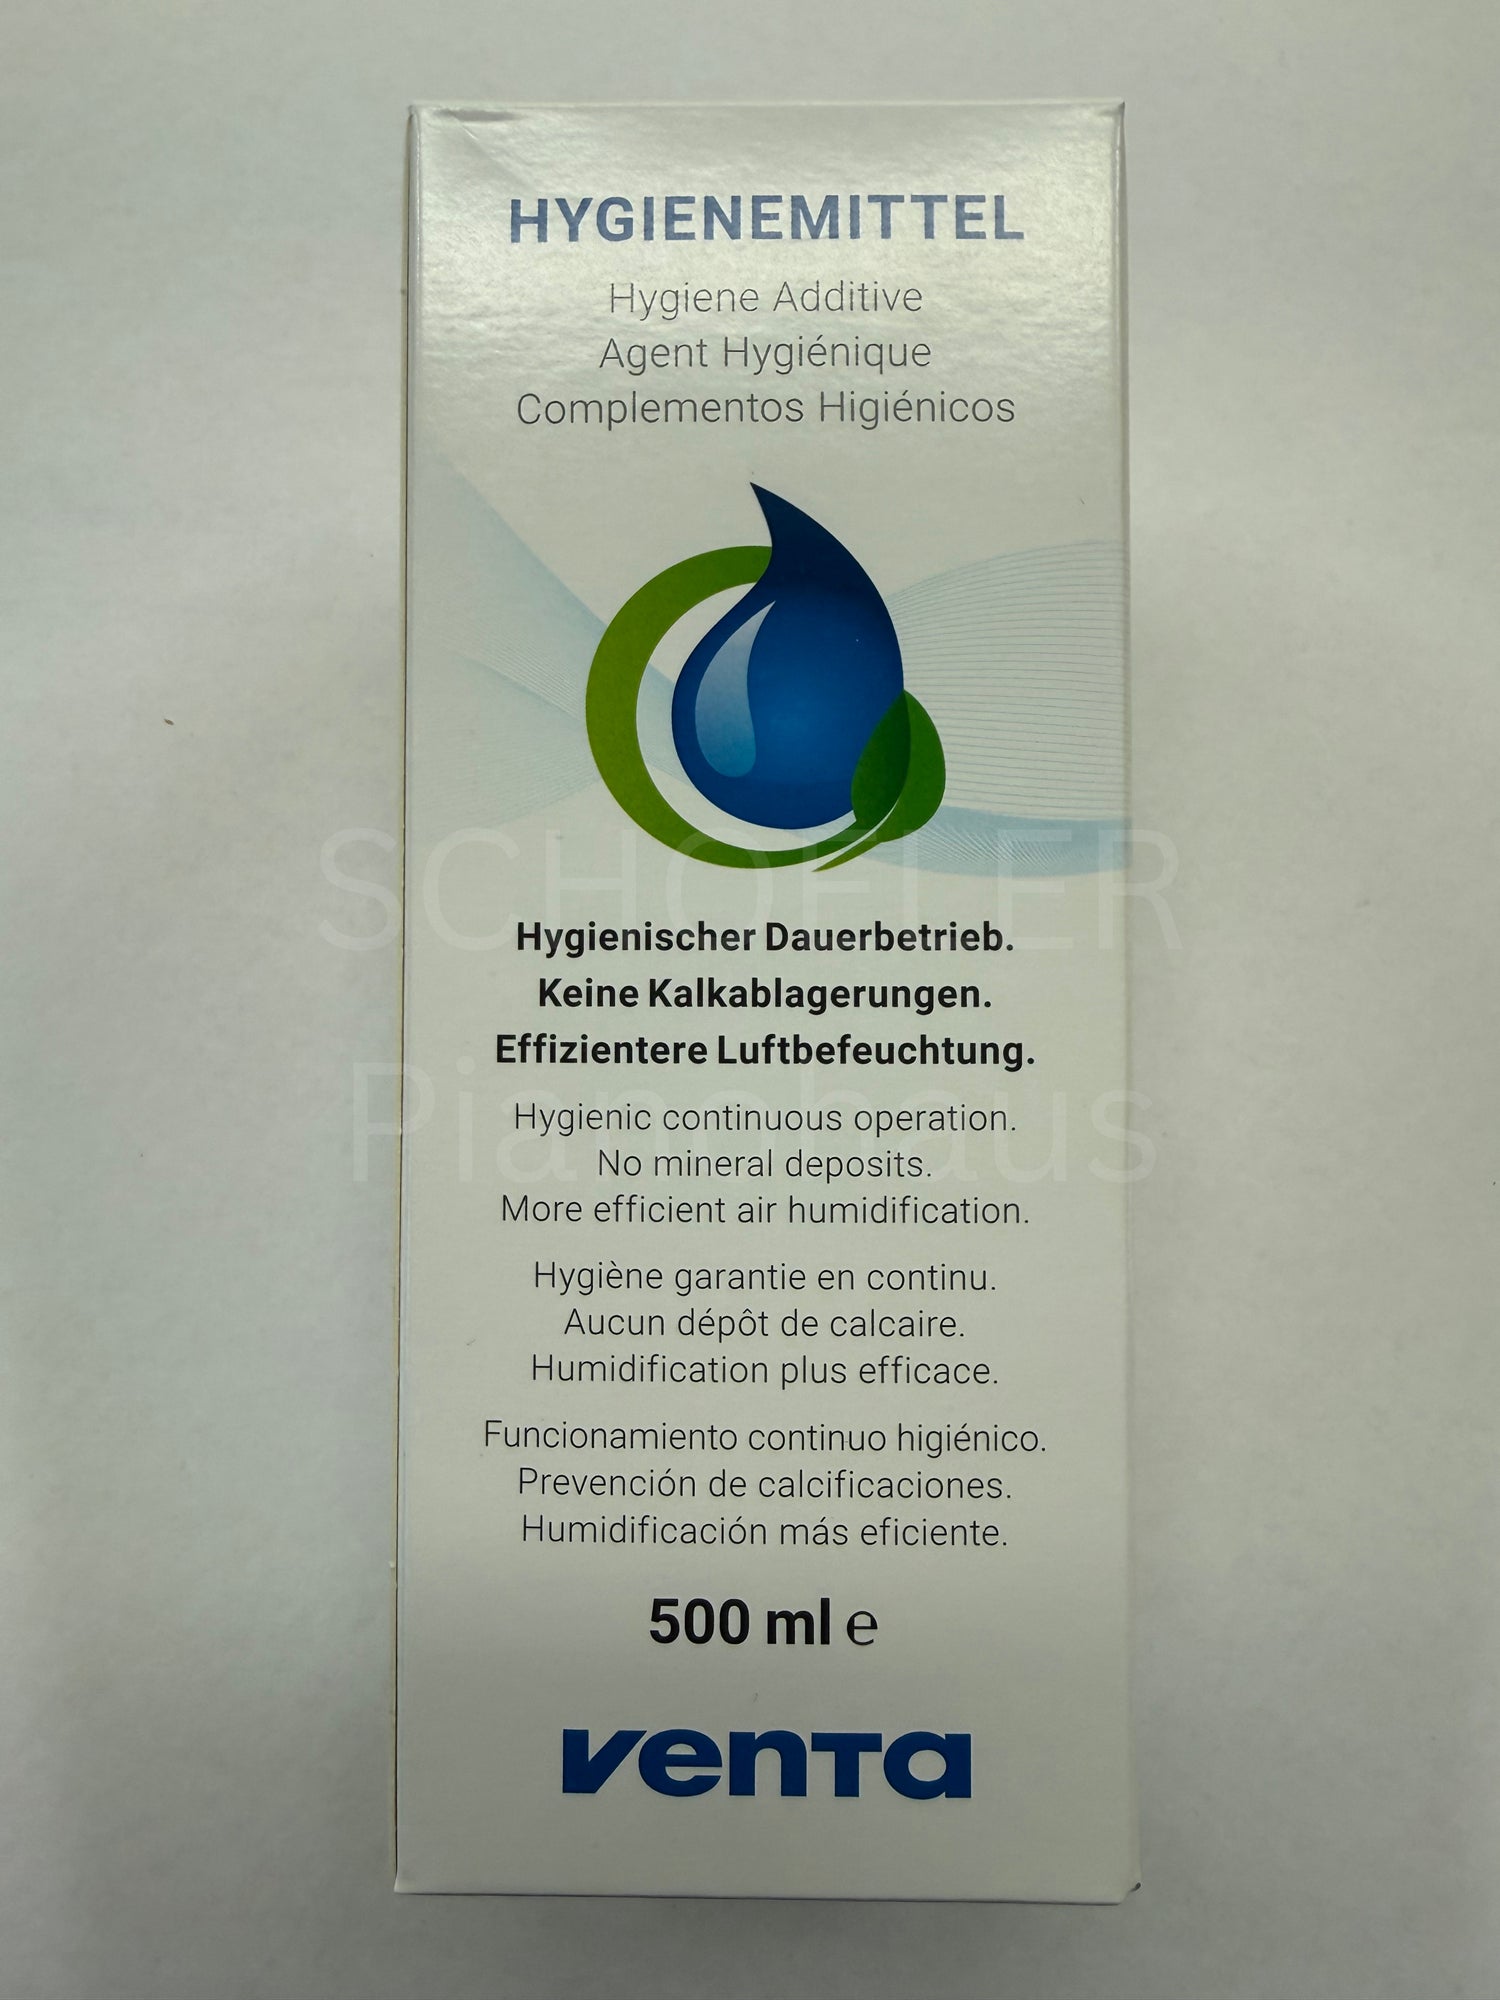 HYGIENEMITTEL
Hygiene Additive
Agent Hygiénique
Complementos Higiénicos
SCHOFLER
Hygienischer Dauerbetrieb.
Keine Kalkablagerungen.
Effizientere Luftbefeuchtung.
Pianohaus
Hygienic continuous operation.
No mineral deposits.
More efficient air humidification.
Hygiène garantie en continu.
Aucun dépôt de calcaire.
Humidification plus efficace.
Funcionamiento continuo higiénico.
Prevención de calcificaciones.
Humidificación más eficiente.
500 ml ℮
venta